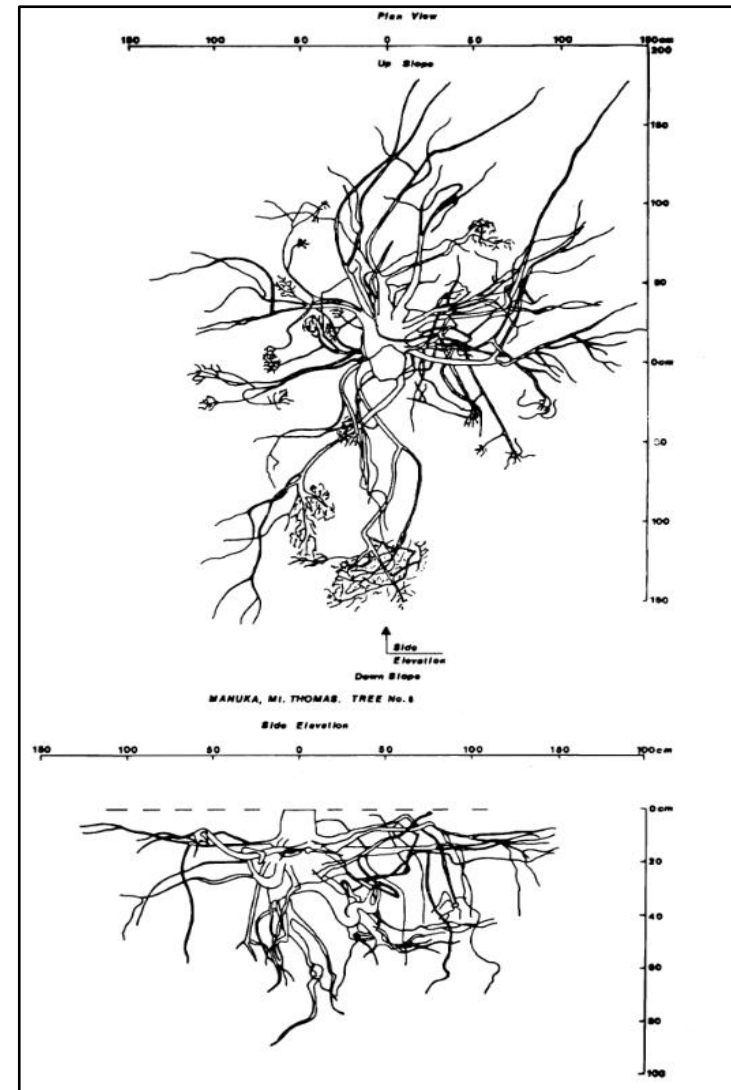 Plan View
150 100 50 0 50 100 150cm
Up Slope
200
150
100
50
0cm
50
100
150
Side
Elevation
Down Slope
MANUKA, Mt. THOMAS. TREE No. 6
Side Elevation
150 100 50 0 50 100 150 100cm
0cm
20
40
60
80
100